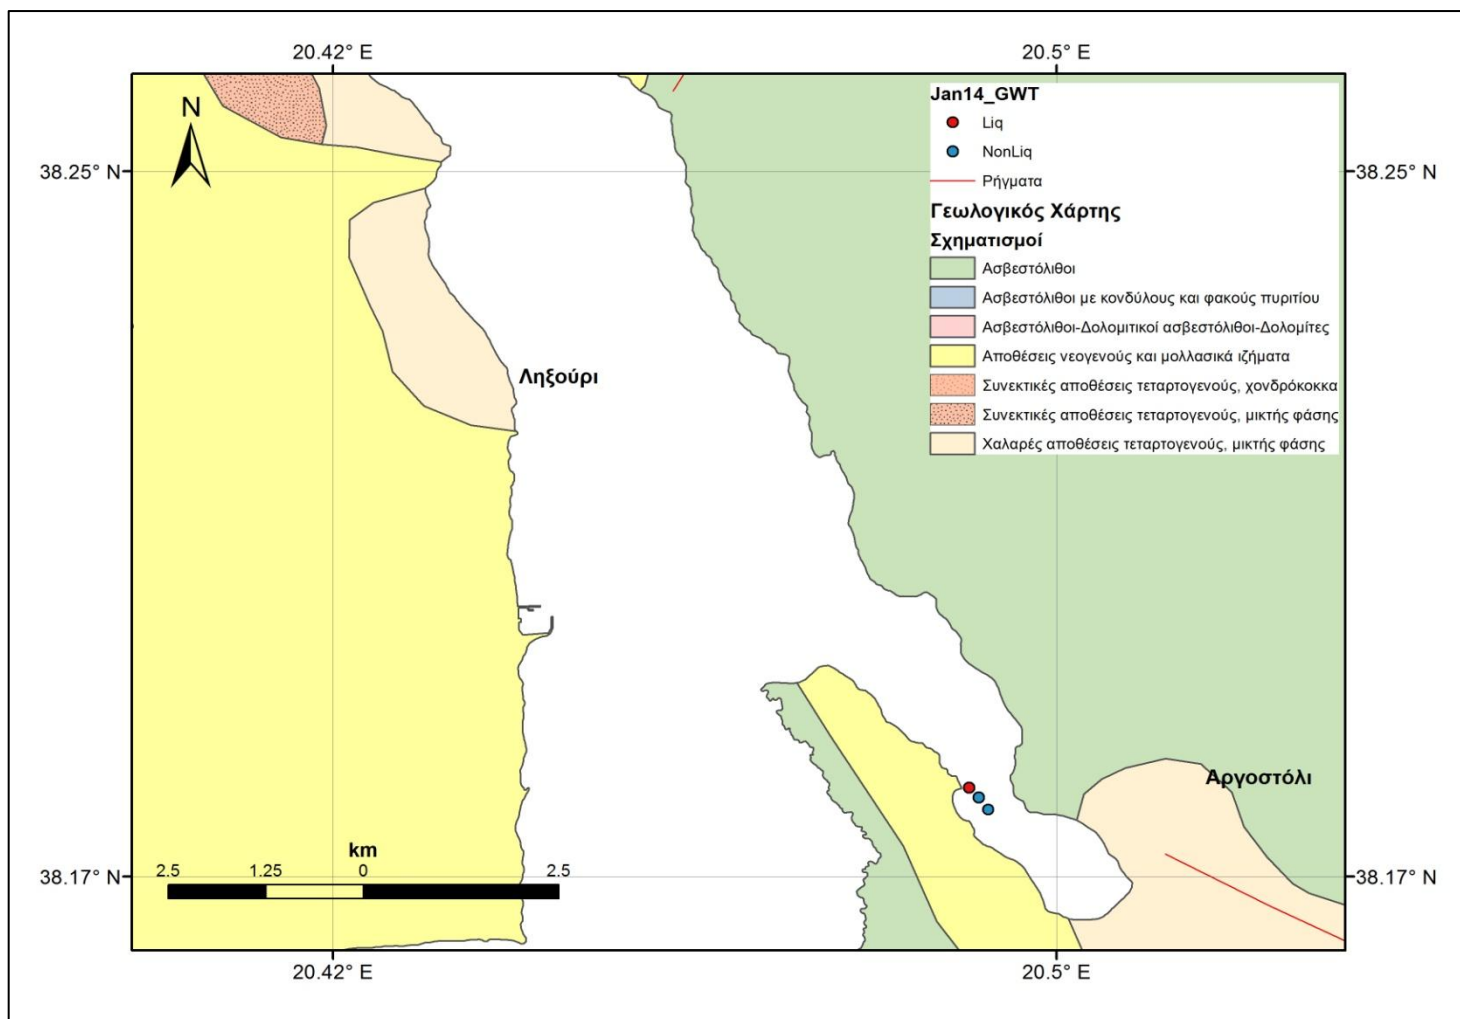 20.42° E
20.5° E
N
38.25° N
38.25° N
Jan14_GWT
Liq
NonLiq
Ρήγματα
Γεωλογικός Χάρτης
Σχηματισμοί
Ασβεστόλιθοι
Ασβεστόλιθοι με κονδύλους και φακούς πυριτίου
Ασβεστόλιθοι-Δολομιτικοί ασβεστόλιθοι-Δολομίτες
Αποθέσεις νεογενούς και μολλασικά ιζήματα
Συνεκτικές αποθέσεις τεταρτογενούς, χονδρόκοκκα
Συνεκτικές αποθέσεις τεταρτογενούς, μικτής φάσης
Χαλαρές αποθέσεις τεταρτογενούς, μικτής φάσης
Ληξούρι
Αργοστόλι
km
2.5 1.25 0 2.5
38.17° N
38.17° N
20.42° E
20.5° E